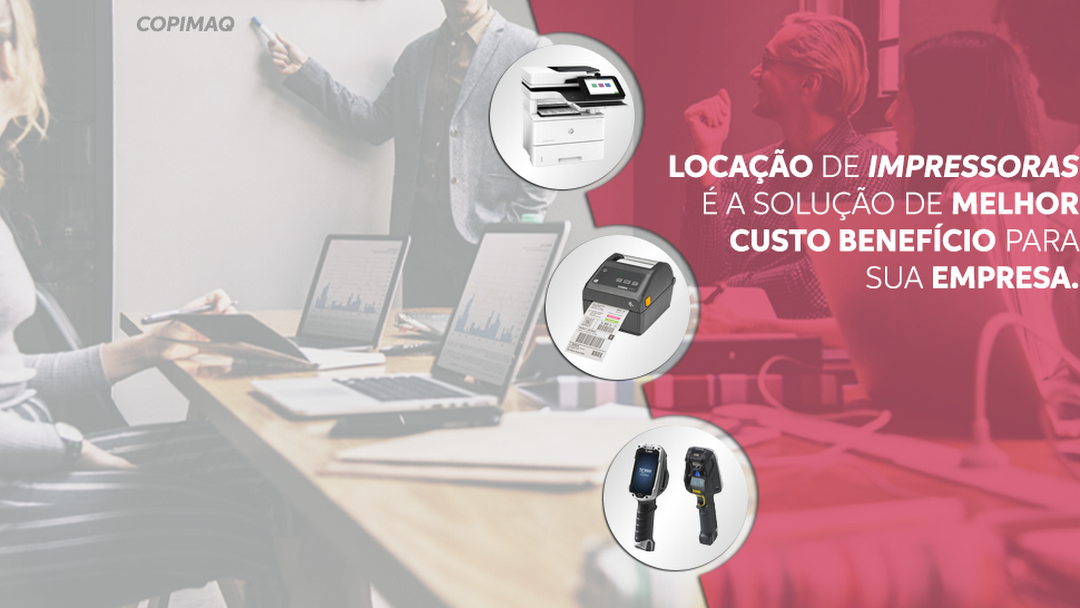 COPIMAQ
LOCAÇÃO DE IMPRESSORAS
É A SOLUÇÃO DE MELHOR
CUSTO BENEFÍCIO PARA
SUA EMPRESA.